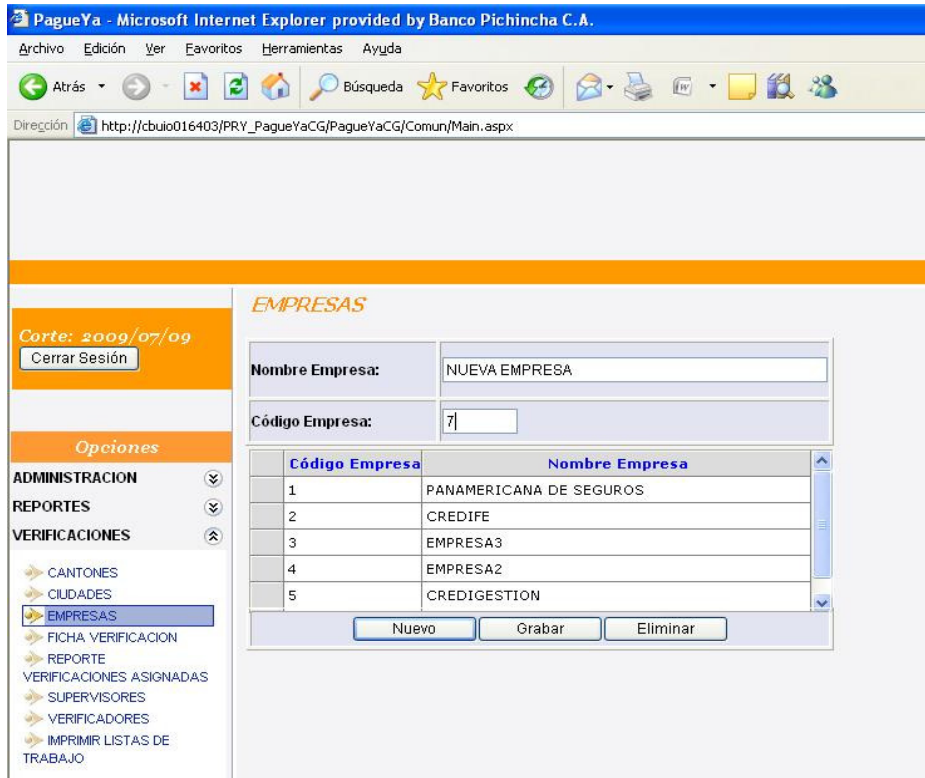 PagueYa - Microsoft Internet Explorer provided by Banco Pichincha C.A.
Archivo Edición Ver Favoritos Herramientas Ayuda
Atrás Búsqueda Favoritos
Dirección http://cbuio016403/PRY_PagueYaCG/PagueYaCG/Comun/Main.aspx
Corte: 2009/07/09
Cerrar Sesión
Opciones
ADMINISTRACION
REPORTES
VERIFICACIONES
CANTONES
CIUDADES
EMPRESAS
FICHA VERIFICACION
REPORTE
VERIFICACIONES ASIGNADAS
SUPERVISORES
VERIFICADORES
IMPRIMIR LISTAS DE
TRABAJO
EMPRESAS
Nombre Empresa: NUEVA EMPRESA
Código Empresa: 7
Código Empresa Nombre Empresa
1 PANAMERICANA DE SEGUROS
2 CREDIFE
3 EMPRESA3
4 EMPRESA2
5 CREDIGESTION
Nuevo Grabar Eliminar